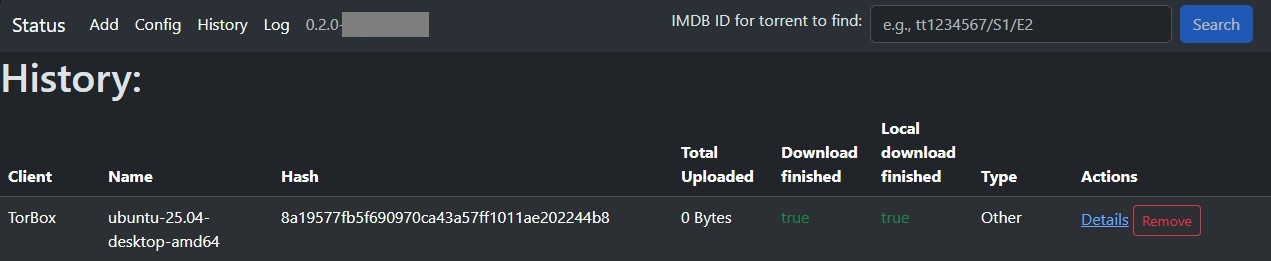 Status Add Config History Log 0.2.0- IMDB ID for torrent to find: e.g., tt1234567/S1/E2 Search
History:
Client Name Hash Total Uploaded Download finished Local download finished Type Actions
TorBox ubuntu-25.04-desktop-amd64 8a19577fb5f690970ca43a57ff1011ae202244b8 0 Bytes true true Other Details Remove